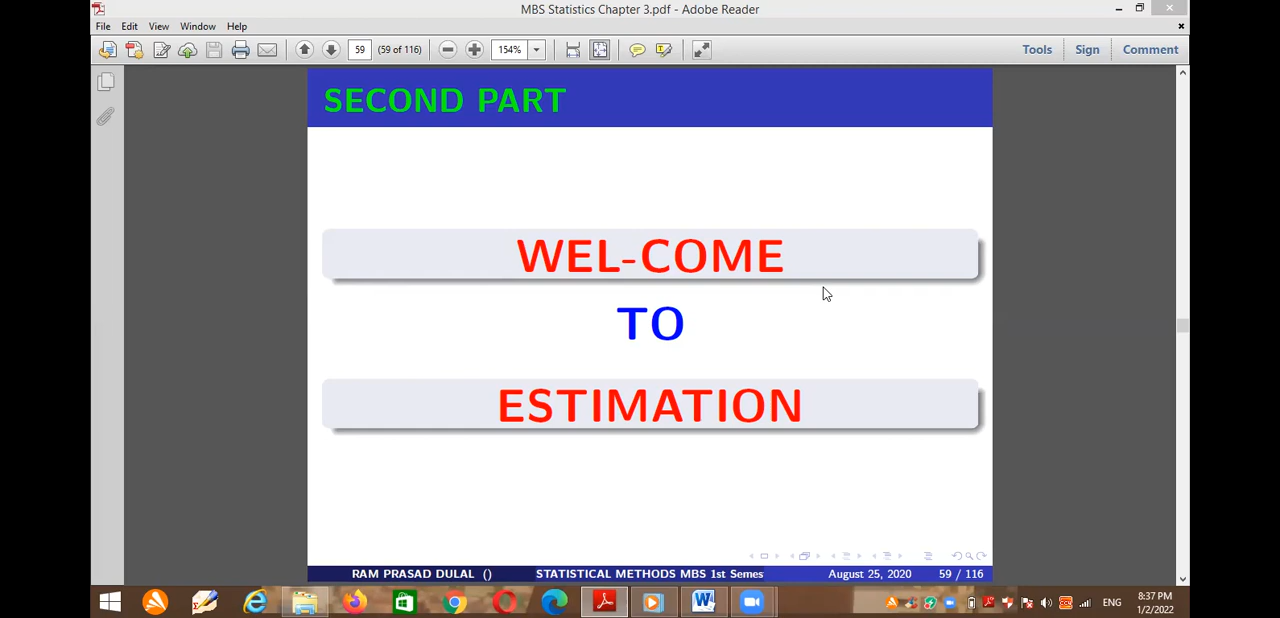 MBS Statistics Chapter 3.pdf - Adobe Reader
File Edit View Window Help
59 (59 of 116) 154% Tools Sign Comment
SECOND PART
WEL-COME
TO
ESTIMATION
RAM PRASAD DULAL () STATISTICAL METHODS MBS 1st Semest August 25, 2020 59 / 116
ENG 8:37 PM
1/2/2022